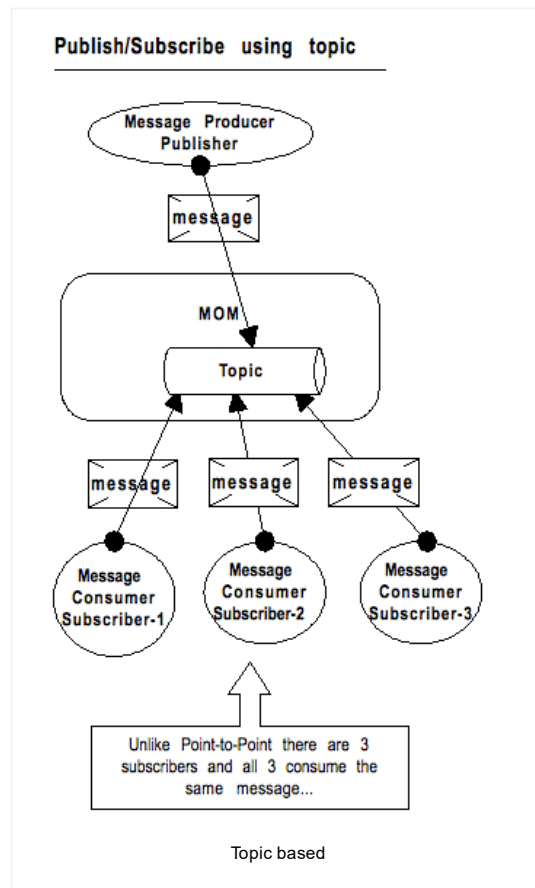 Publish/Subscribe using topic
Message Producer
Publisher
message
MOM
Topic
message
message
message
Message
Consumer
Subscriber-1
Message
Consumer
Subscriber-2
Message
Consumer
Subscriber-3
Unlike Point-to-Point there are 3
subscribers and all 3 consume the
same message...
Topic based